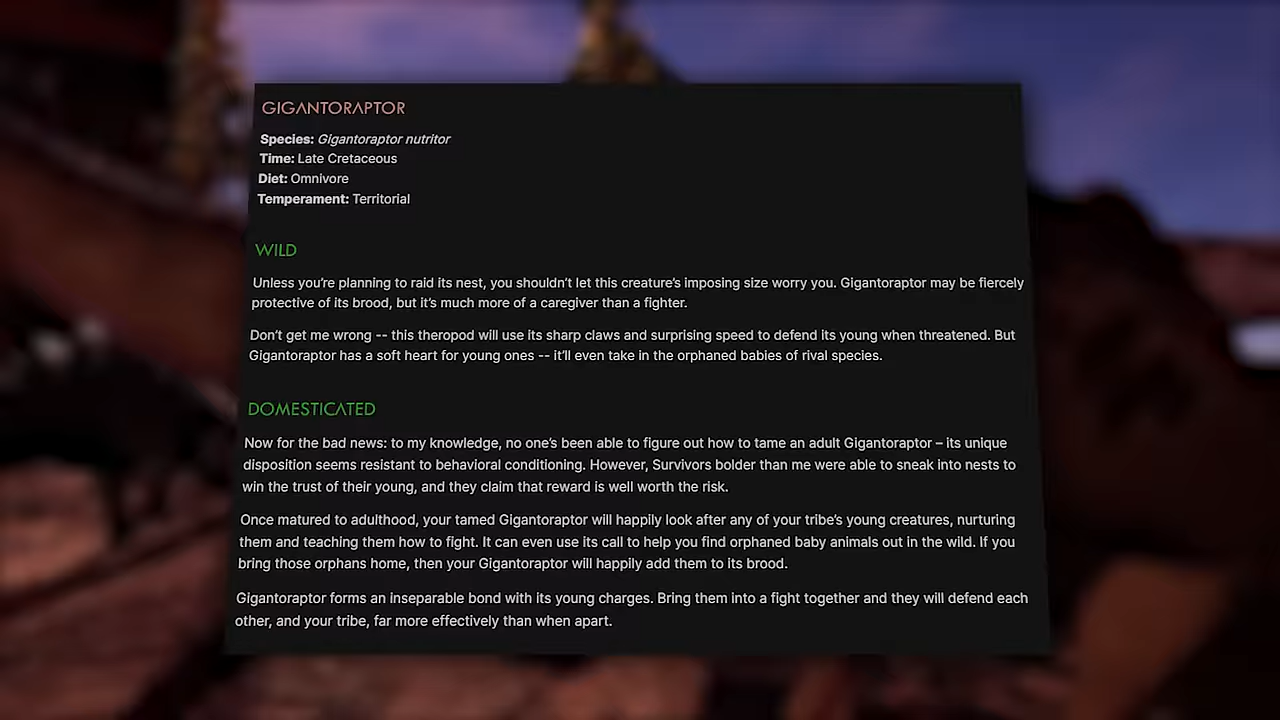 GIGANTORAPTOR
Species: Gigantoraptor nutritor
Time: Late Cretaceous
Diet: Omnivore
Temperament: Territorial
WILD
Unless you're planning to raid its nest, you shouldn't let this creature's imposing size worry you. Gigantoraptor may be fiercely
protective of its brood, but it's much more of a caregiver than a fighter.
Don't get me wrong -- this theropod will use its sharp claws and surprising speed to defend its young when threatened. But
Gigantoraptor has a soft heart for young ones -- it'll even take in the orphaned babies of rival species.
DOMESTICATED
Now for the bad news: to my knowledge, no one's been able to figure out how to tame an adult Gigantoraptor – its unique
disposition seems resistant to behavioral conditioning. However, Survivors bolder than me were able to sneak into nests to
win the trust of their young, and they claim that reward is well worth the risk.
Once matured to adulthood, your tamed Gigantoraptor will happily look after any of your tribe's young creatures, nurturing
them and teaching them how to fight. It can even use its call to help you find orphaned baby animals out in the wild. If you
bring those orphans home, then your Gigantoraptor will happily add them to its brood.
Gigantoraptor forms an inseparable bond with its young charges. Bring them into a fight together and they will defend each
other, and your tribe, far more effectively than when apart.